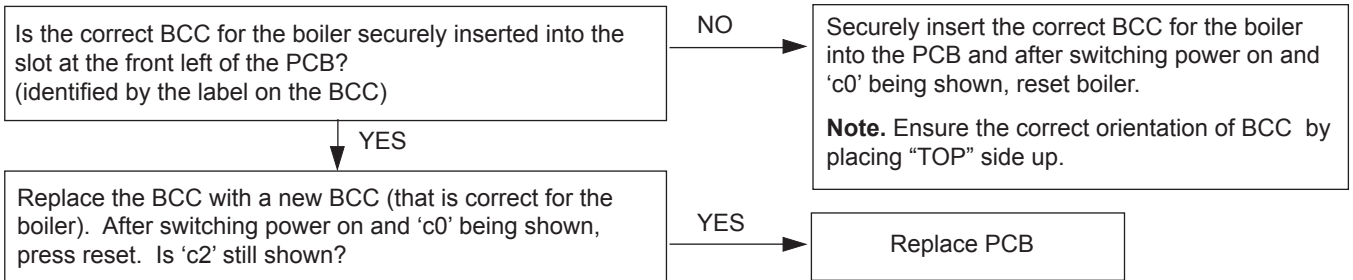 Is the correct BCC for the boiler securely inserted into the
slot at the front left of the PCB?
(identified by the label on the BCC)
NO
Securely insert the correct BCC for the boiler
into the PCB and after switching power on and
‘c0’ being shown, reset boiler.
Note. Ensure the correct orientation of BCC by
placing “TOP” side up.
YES
Replace the BCC with a new BCC (that is correct for the
boiler). After switching power on and ‘c0’ being shown,
press reset. Is ‘c2’ still shown?
YES
Replace PCB